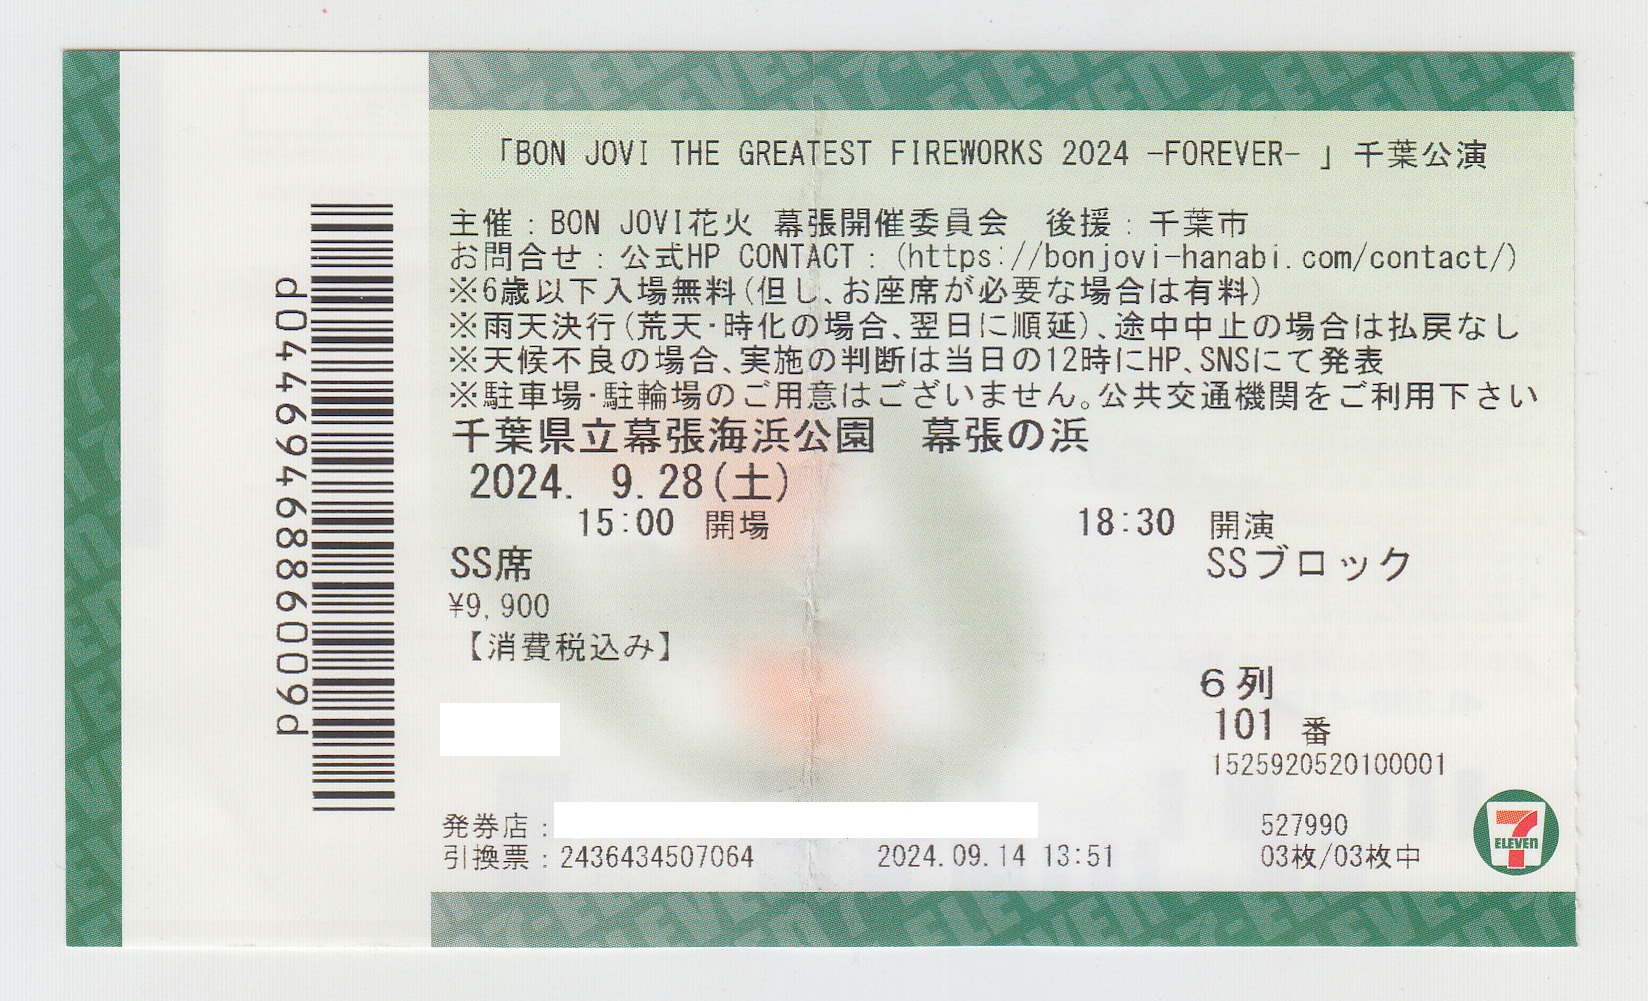 「BON JOVI THE GREATEST FIREWORKS 2024 -FOREVER- 」千葉公演
主催：BON JOVI花火 幕張開催委員会　後援：千葉市
お問合せ：公式HP CONTACT：(https://bonjovi-hanabi.com/contact/)
※6歳以下入場無料(但し、お座席が必要な場合は有料)
※雨天決行(荒天・時化の場合、翌日に順延)、途中中止の場合は払戻なし
※天候不良の場合、実施の判断は当日の12時にHP、SNSにて発表
※駐車場・駐輪場のご用意はございません。公共交通機関をご利用下さい
千葉県立幕張海浜公園　幕張の浜
2024. 9.28(土)
15:00 開場　18:30 開演
SS席　SSブロック
¥9,900
【消費税込み】
6列
101 番
1525920520100001
発券店：　527990
引換票：2436434507064　2024.09.14 13:51　03枚/03枚中
7 ELEVEN
d0446946886009d